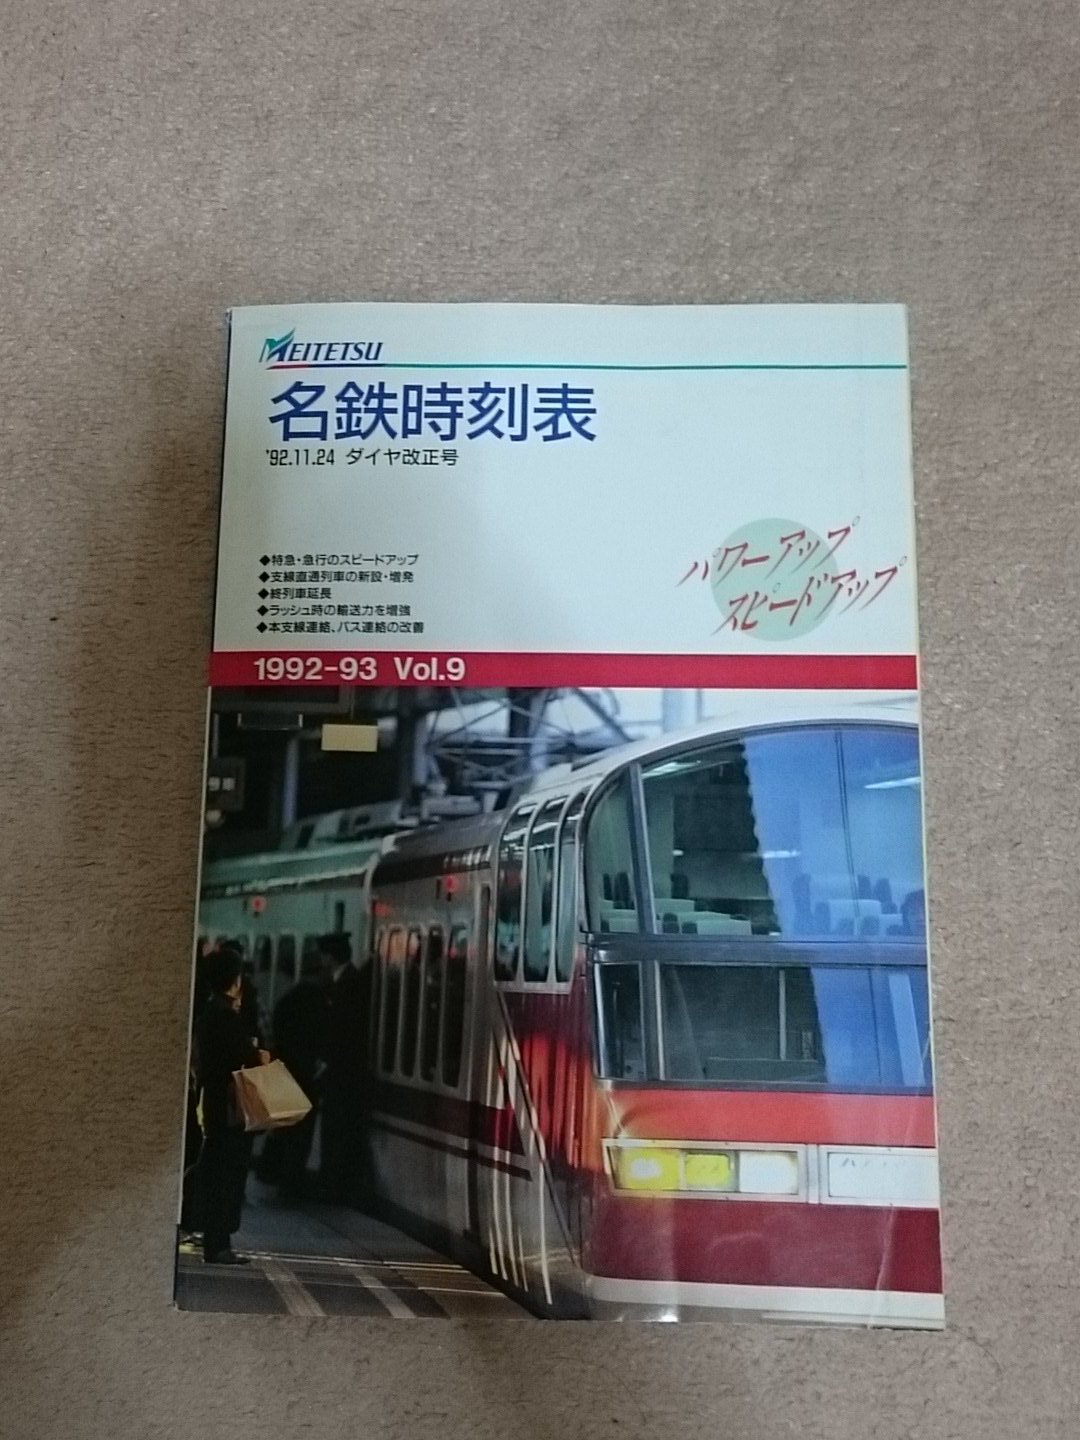 MEITETSU
名鉄時刻表
'92.11.24 ダイヤ改正号
◆特急・急行のスピードアップ
◆支線直通列車の新設・増発
◆終列車延長
◆ラッシュ時の輸送力を増強
◆本支線連絡、バス連絡の改善
パワーアップ
スピードアップ
1992-93 Vol.9